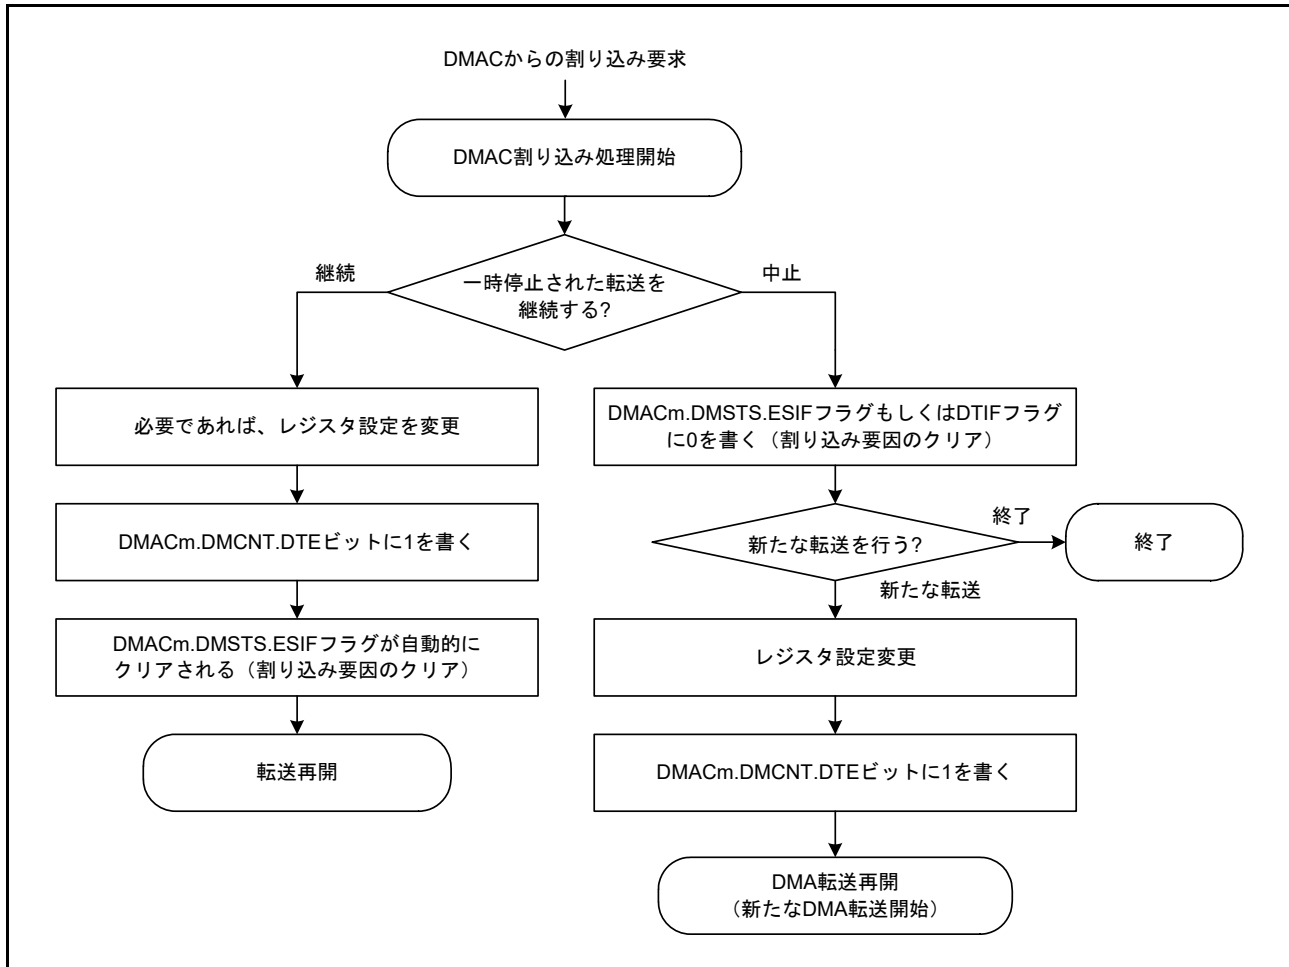 DMACからの割り込み要求
DMAC割り込み処理開始
一時停止された転送を
継続する?
継続
中止
必要であれば、レジスタ設定を変更
DMACm.DMCNT.DTEビットに1を書く
DMACm.DMSTS.ESIFフラグが自動的に
クリアされる（割り込み要因のクリア）
転送再開
DMACm.DMSTS.ESIFフラグもしくはDTIFフラグ
に0を書く（割り込み要因のクリア）
新たな転送を行う?
終了
終了
新たな転送
レジスタ設定変更
DMACm.DMCNT.DTEビットに1を書く
DMA転送再開
（新たなDMA転送開始）